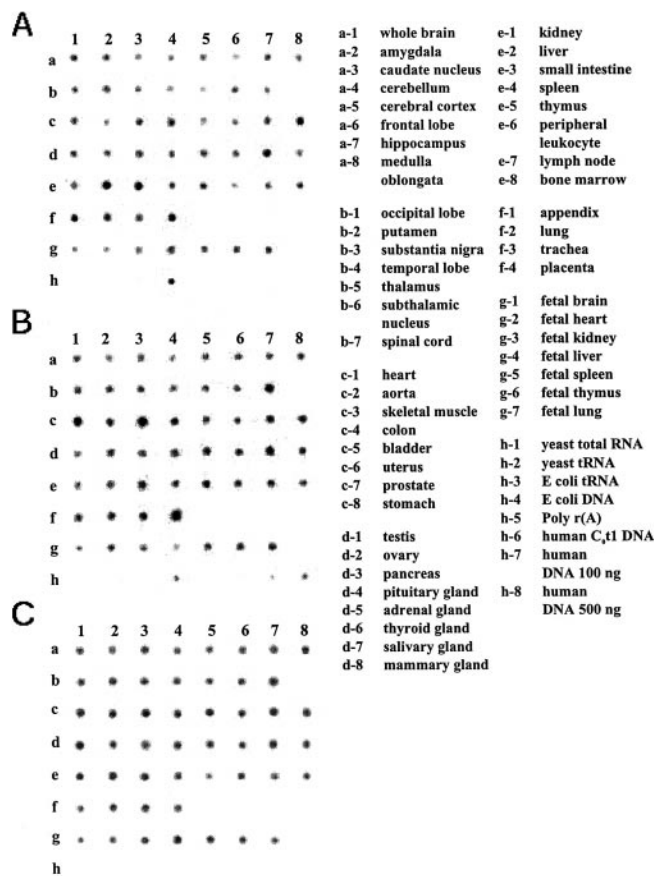 A
1 2 3 4 5 6 7 8
a
b
c
d
e
f
g
h
B
1 2 3 4 5 6 7 8
a
b
c
d
e
f
g
h
C
1 2 3 4 5 6 7 8
a
b
c
d
e
f
g
h
a-1 whole brain
a-2 amygdala
a-3 caudate nucleus
a-4 cerebellum
a-5 cerebral cortex
a-6 frontal lobe
a-7 hippocampus
a-8 medulla
oblongata
b-1 occipital lobe
b-2 putamen
b-3 substantia nigra
b-4 temporal lobe
b-5 thalamus
b-6 subthalamic
nucleus
b-7 spinal cord
c-1 heart
c-2 aorta
c-3 skeletal muscle
c-4 colon
c-5 bladder
c-6 uterus
c-7 prostate
c-8 stomach
d-1 testis
d-2 ovary
d-3 pancreas
d-4 pituitary gland
d-5 adrenal gland
d-6 thyroid gland
d-7 salivary gland
d-8 mammary gland
e-1 kidney
e-2 liver
e-3 small intestine
e-4 spleen
e-5 thymus
e-6 peripheral
leukocyte
e-7 lymph node
e-8 bone marrow
f-1 appendix
f-2 lung
f-3 trachea
f-4 placenta
g-1 fetal brain
g-2 fetal heart
g-3 fetal kidney
g-4 fetal liver
g-5 fetal spleen
g-6 fetal thymus
g-7 fetal lung
h-1 yeast total RNA
h-2 yeast tRNA
h-3 E coli tRNA
h-4 E coli DNA
h-5 Poly r(A)
h-6 human C₀t1 DNA
h-7 human
DNA 100 ng
h-8 human
DNA 500 ng